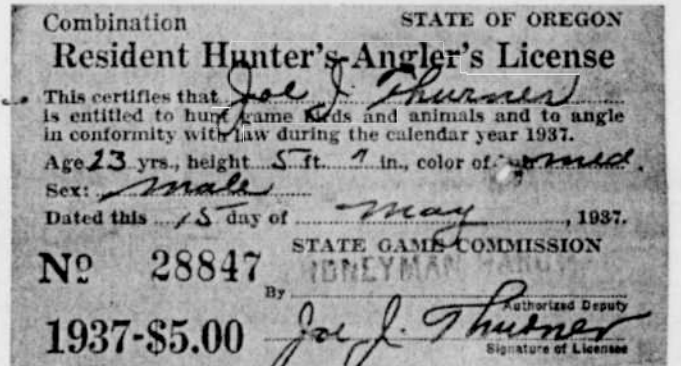 Combination STATE OF OREGON
Resident Hunter's-Angler's License
This certifies that Joe J. Thurner
is entitled to hunt game birds and animals and to angle
in conformity with law during the calendar year 1937.
Age 23 yrs., height 5 ft. 7 in., color of med.
Sex: male
Dated this 15 day of May, 1937.
STATE GAME COMMISSION
Nº 28847 HONEYMAN HARDW
By
Authorized Deputy
1937-$5.00 Joe J. Thurner
Signature of Licensee